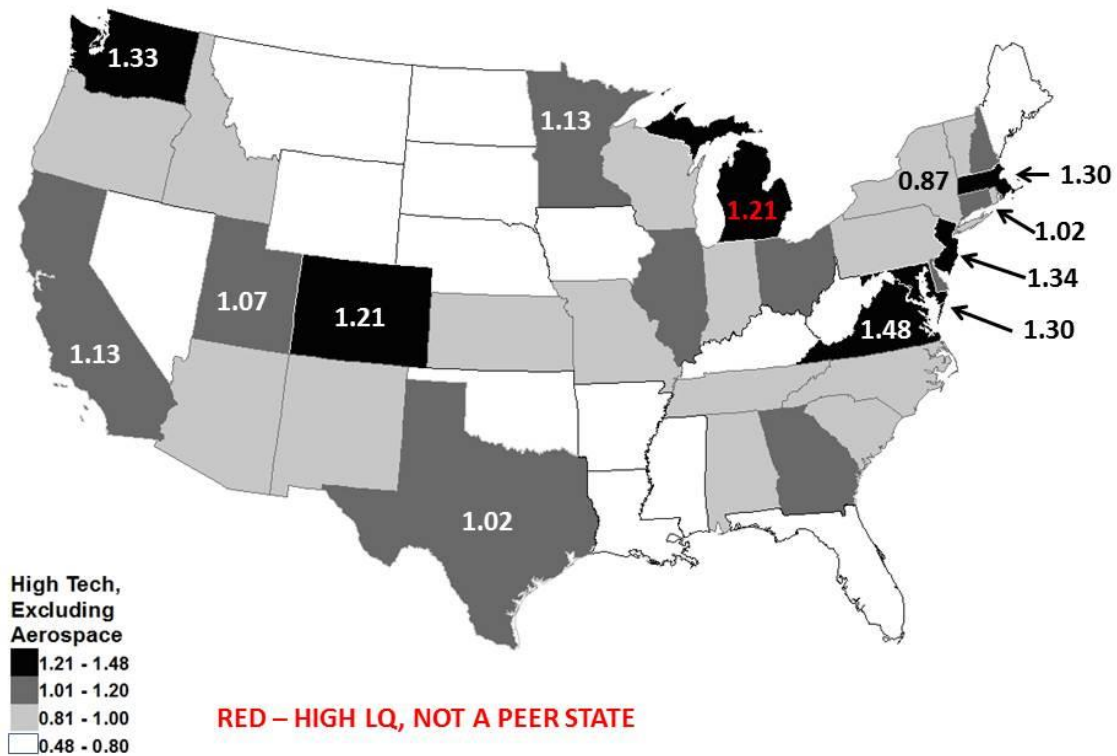 1.33
1.13
0.87
1.30
1.21
1.02
1.07
1.21
1.34
1.48
1.30
1.13
1.02
High Tech,
Excluding
Aerospace
1.21 - 1.48
1.01 - 1.20
0.81 - 1.00
0.48 - 0.80
RED – HIGH LQ, NOT A PEER STATE